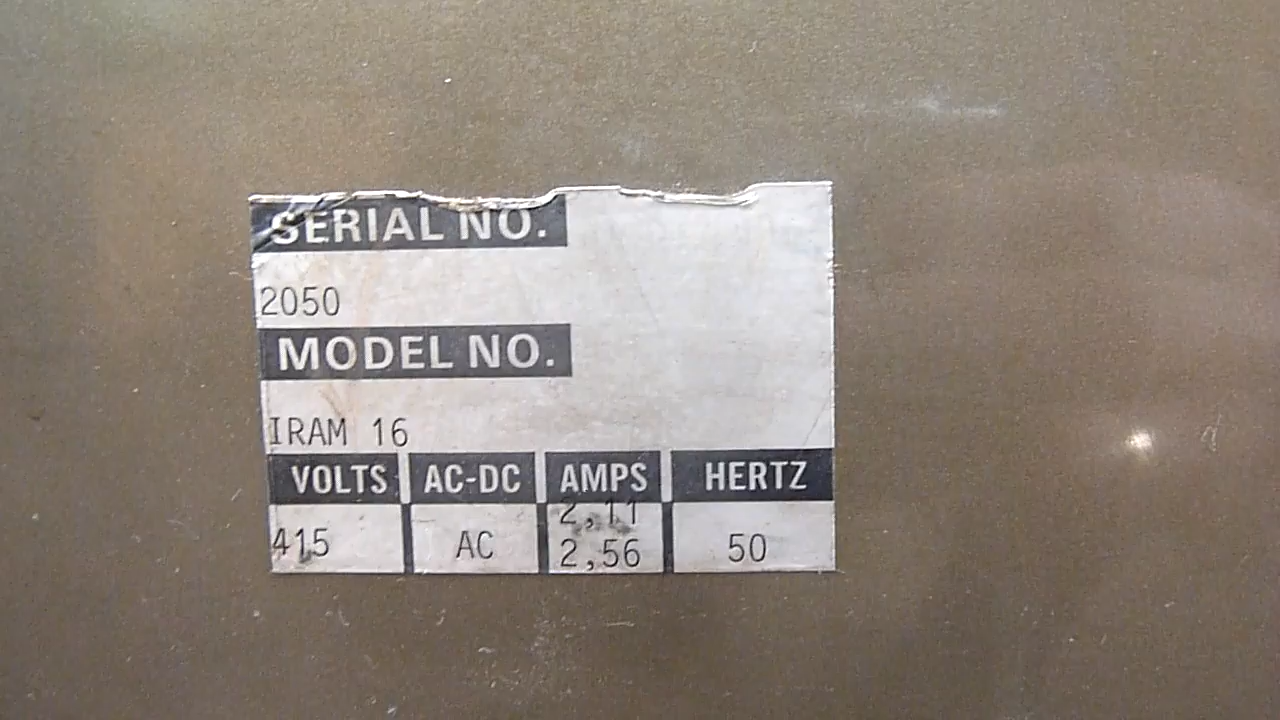 SERIAL NO.
2050
MODEL NO.
IRAM 16
VOLTS AC-DC AMPS HERTZ
2,11
415 AC 2,56 50